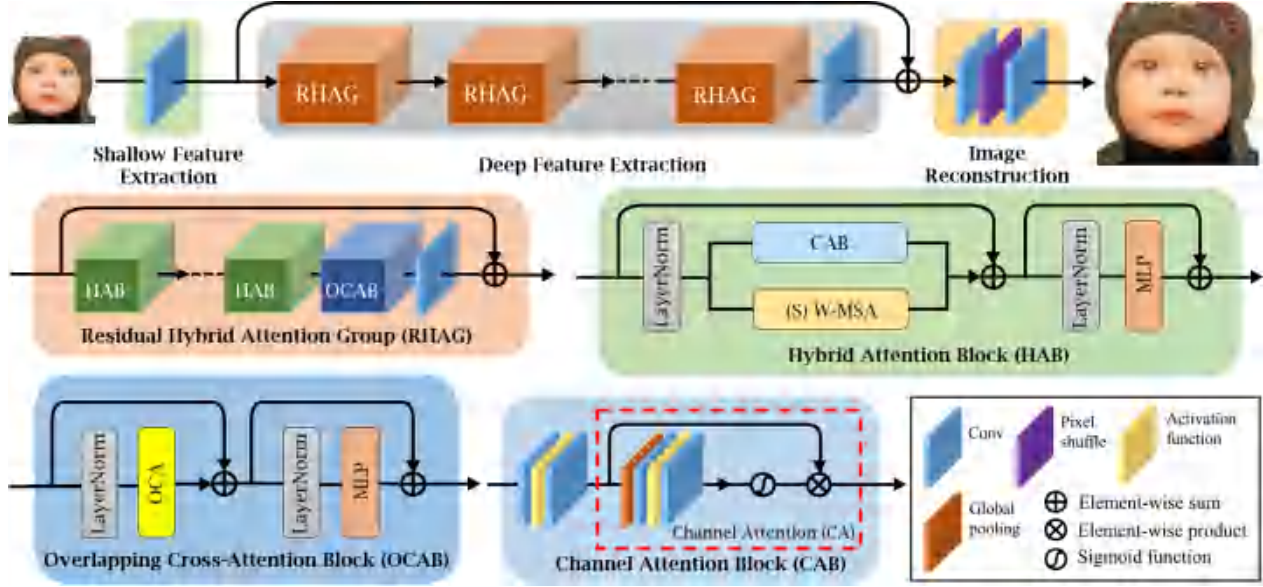 RHAG
RHAG
RHAG
Shallow Feature
Extraction
Deep Feature Extraction
Image
Reconstruction
HAB
HAB
OCAB
Residual Hybrid Attention Group (RHAG)
LayerNorm
CAB
(S) W-MSA
LayerNorm
MLP
Hybrid Attention Block (HAB)
LayerNorm
OCA
LayerNorm
MLP
Overlapping Cross-Attention Block (OCAB)
Channel Attention (CA)
Channel Attention Block (CAB)
Conv
Pixel
shuffle
Activation
function
Global
pooling
Element-wise sum
Element-wise product
Sigmoid function